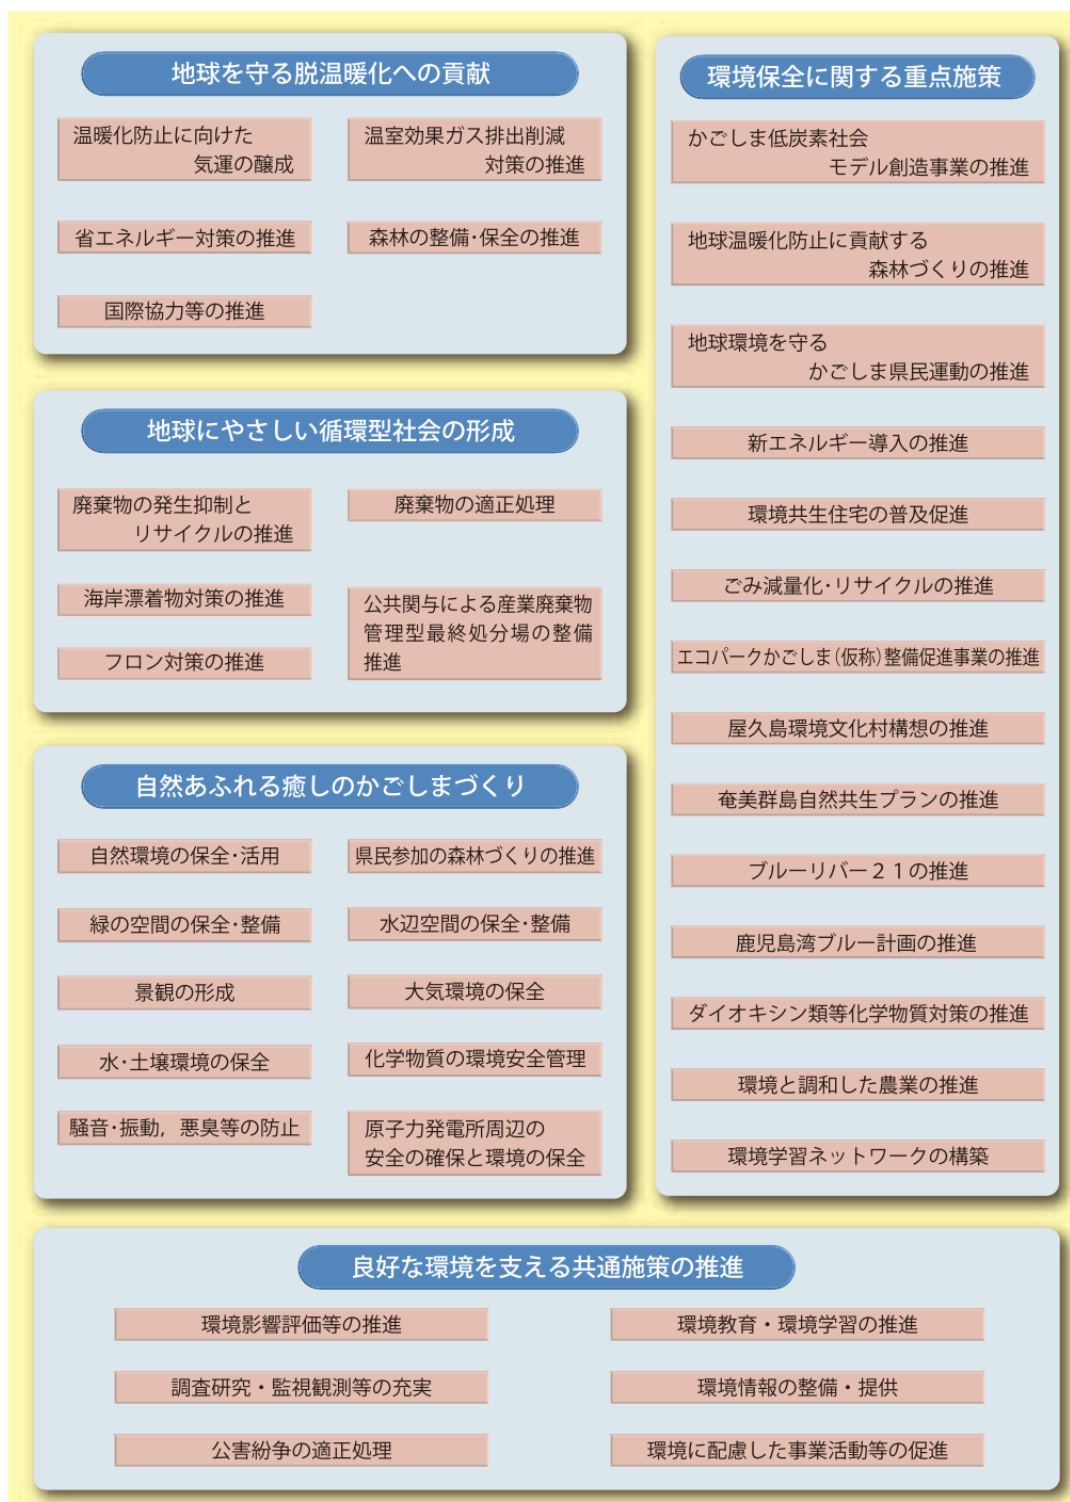 地球を守る脱温暖化への貢献
温暖化防止に向けた
気運の醸成
温室効果ガス排出削減
対策の推進
省エネルギー対策の推進
森林の整備･保全の推進
国際協力等の推進
地球にやさしい循環型社会の形成
廃棄物の発生抑制と
リサイクルの推進
廃棄物の適正処理
海岸漂着物対策の推進
公共関与による産業廃棄物
管理型最終処分場の整備
推進
フロン対策の推進
自然あふれる癒しのかごしまづくり
自然環境の保全･活用
県民参加の森林づくりの推進
緑の空間の保全･整備
水辺空間の保全･整備
景観の形成
大気環境の保全
水･土壌環境の保全
化学物質の環境安全管理
騒音･振動，悪臭等の防止
原子力発電所周辺の
安全の確保と環境の保全
環境保全に関する重点施策
かごしま低炭素社会
モデル創造事業の推進
地球温暖化防止に貢献する
森林づくりの推進
地球環境を守る
かごしま県民運動の推進
新エネルギー導入の推進
環境共生住宅の普及促進
ごみ減量化･リサイクルの推進
エコパークかごしま（仮称）整備促進事業の推進
屋久島環境文化村構想の推進
奄美群島自然共生プランの推進
ブルーリバー２１の推進
鹿児島湾ブルー計画の推進
ダイオキシン類等化学物質対策の推進
環境と調和した農業の推進
環境学習ネットワークの構築
良好な環境を支える共通施策の推進
環境影響評価等の推進
環境教育・環境学習の推進
調査研究・監視観測等の充実
環境情報の整備・提供
公害紛争の適正処理
環境に配慮した事業活動等の促進